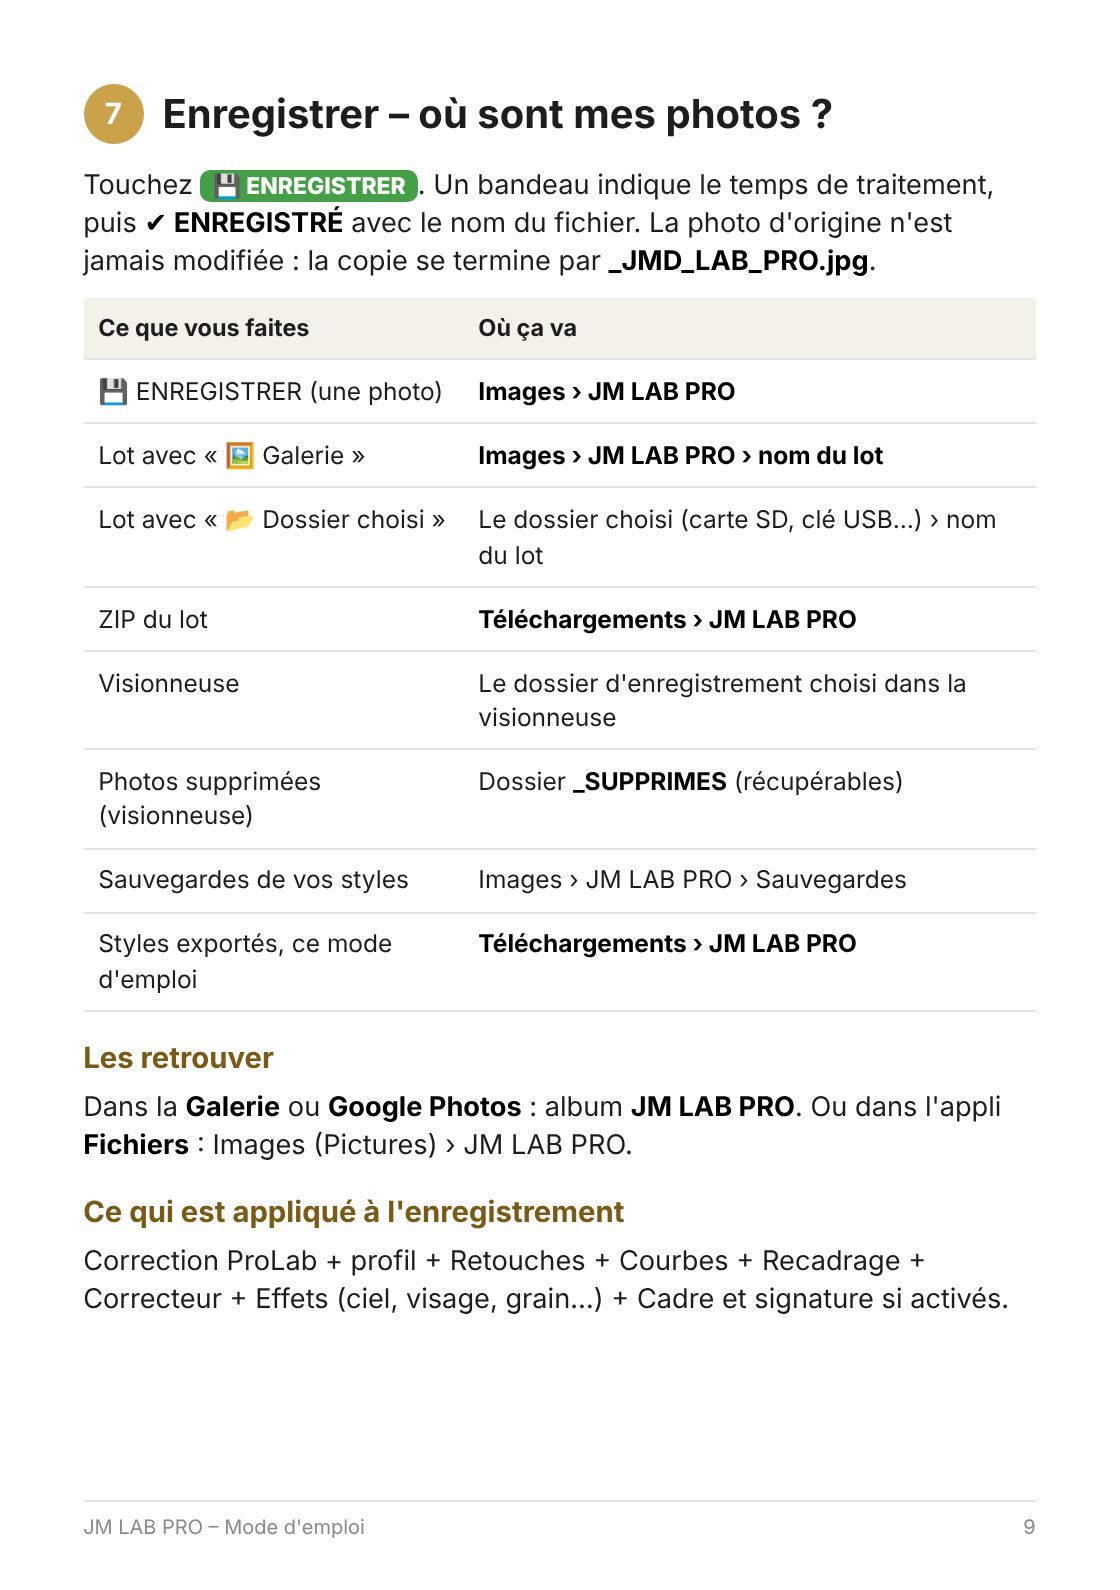 7 Enregistrer – où sont mes photos ?
Touchez 💾 ENREGISTRER. Un bandeau indique le temps de traitement,
puis ✔ ENREGISTRÉ avec le nom du fichier. La photo d'origine n'est
jamais modifiée : la copie se termine par _JMD_LAB_PRO.jpg.
Ce que vous faites Où ça va
💾 ENREGISTRER (une photo) Images › JM LAB PRO
Lot avec « 🖼️ Galerie » Images › JM LAB PRO › nom du lot
Lot avec « 📂 Dossier choisi » Le dossier choisi (carte SD, clé USB…) › nom
du lot
ZIP du lot Téléchargements › JM LAB PRO
Visionneuse Le dossier d'enregistrement choisi dans la
visionneuse
Photos supprimées Dossier _SUPPRIMES (récupérables)
(visionneuse)
Sauvegardes de vos styles Images › JM LAB PRO › Sauvegardes
Styles exportés, ce mode Téléchargements › JM LAB PRO
d'emploi
Les retrouver
Dans la Galerie ou Google Photos : album JM LAB PRO. Ou dans l'appli
Fichiers : Images (Pictures) › JM LAB PRO.
Ce qui est appliqué à l'enregistrement
Correction ProLab + profil + Retouches + Courbes + Recadrage +
Correcteur + Effets (ciel, visage, grain…) + Cadre et signature si activés.
JM LAB PRO – Mode d'emploi 9